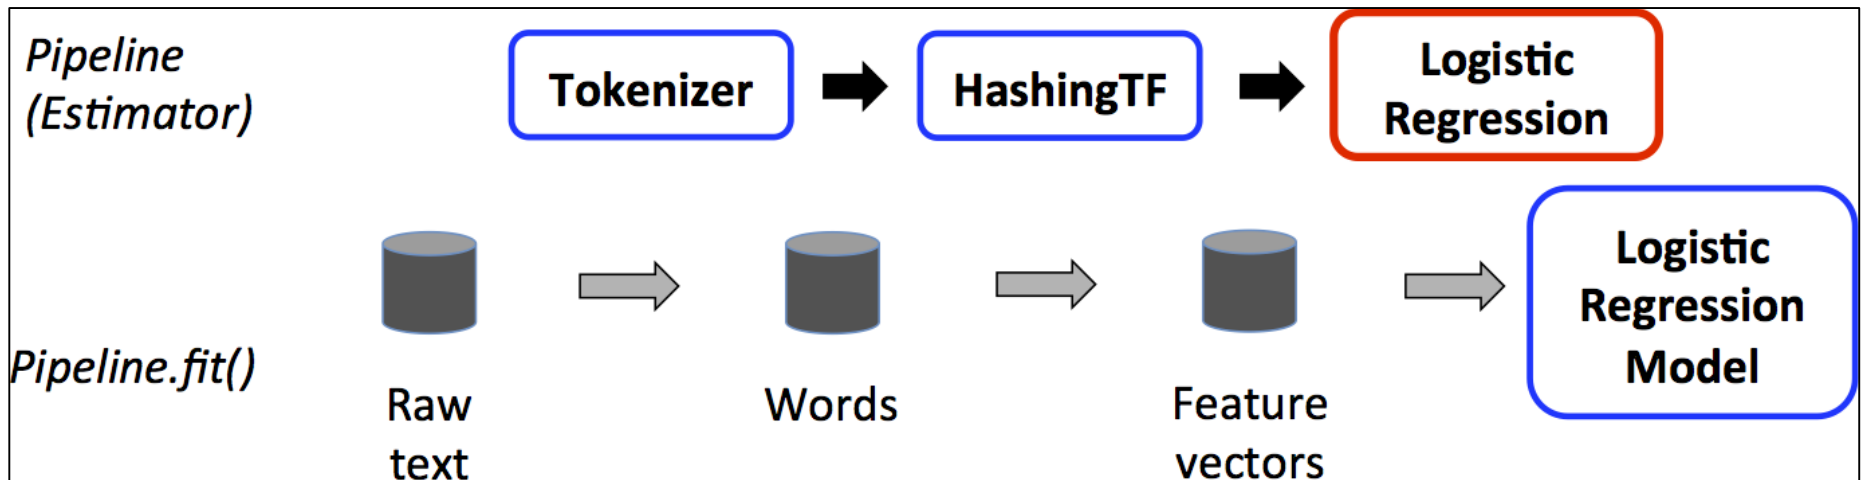 Pipeline
(Estimator)
Tokenizer
HashingTF
Logistic
Regression
Pipeline.fit()
Raw
text
Words
Feature
vectors
Logistic
Regression
Model